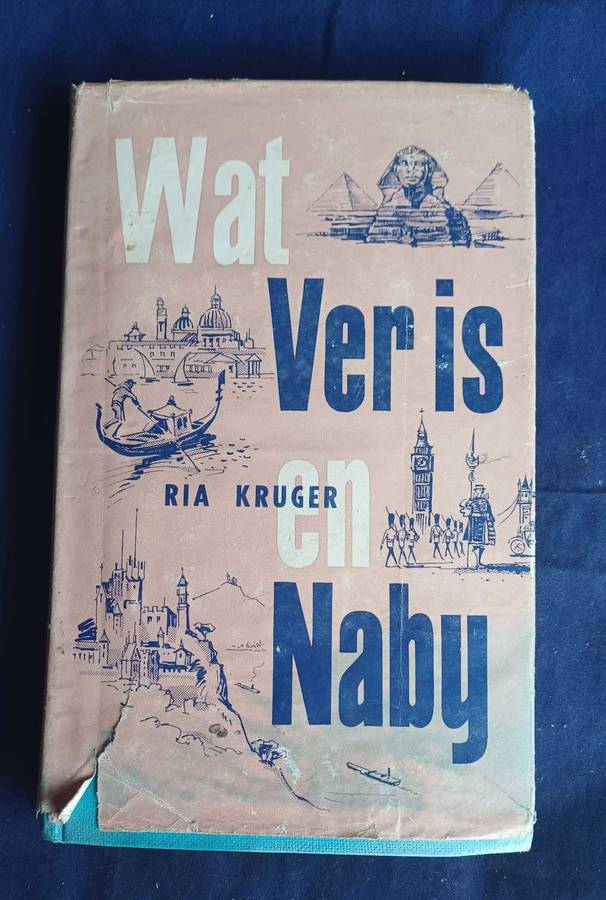 Wat
Ver is
en
RIA KRUGER
Naby